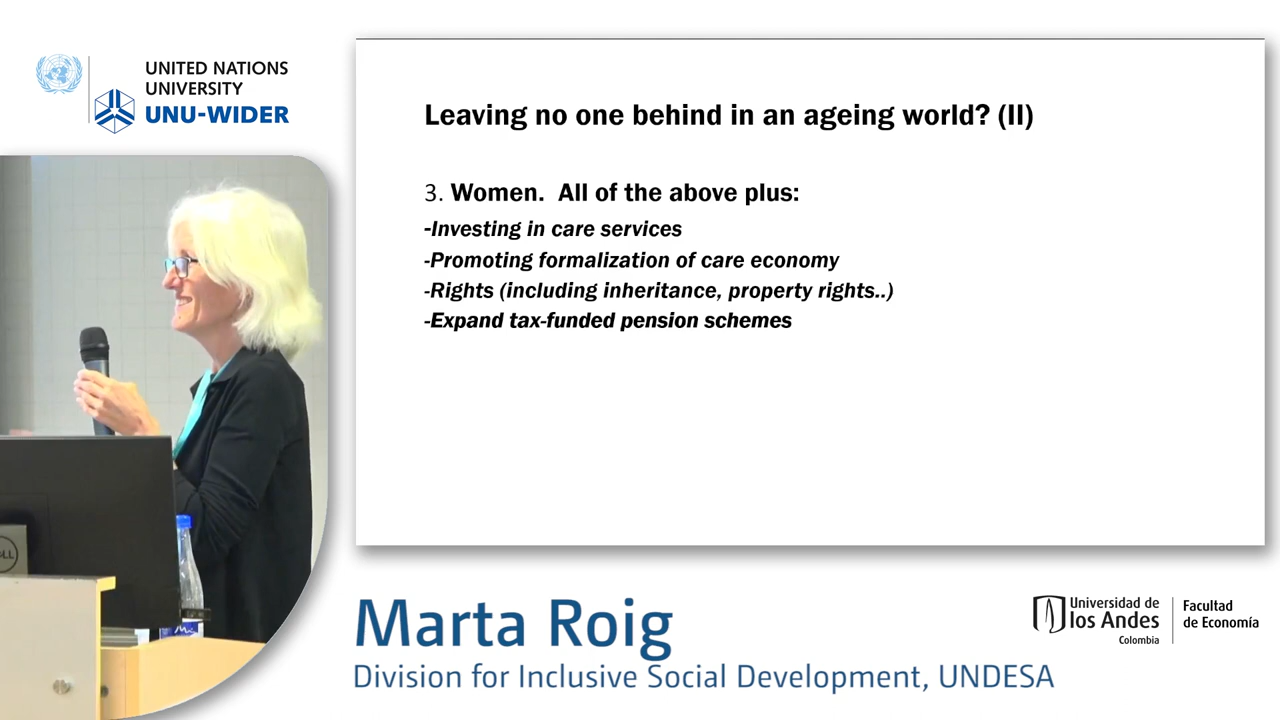 UNITED NATIONS
UNIVERSITY
UNU-WIDER
Leaving no one behind in an ageing world? (II)
3. Women.  All of the above plus:
-Investing in care services
-Promoting formalization of care economy
-Rights (including inheritance, property rights..)
-Expand tax-funded pension schemes
Marta Roig
Division for Inclusive Social Development, UNDESA
Universidad de
los Andes
Colombia
Facultad
de Economía